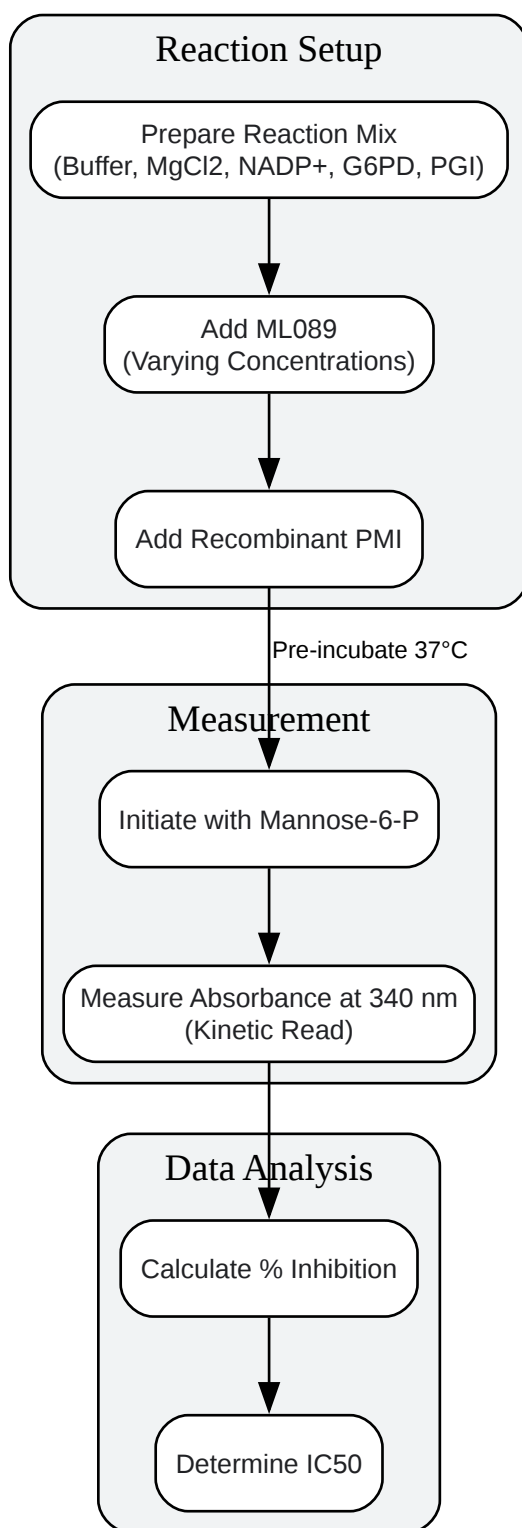 Reaction Setup
Prepare Reaction Mix
(Buffer, MgCl2, NADP+, G6PD, PGI)
Add ML089
(Varying Concentrations)
Add Recombinant PMI
Pre-incubate 37°C
Measurement
Initiate with Mannose-6-P
Measure Absorbance at 340 nm
(Kinetic Read)
Data Analysis
Calculate % Inhibition
Determine IC50